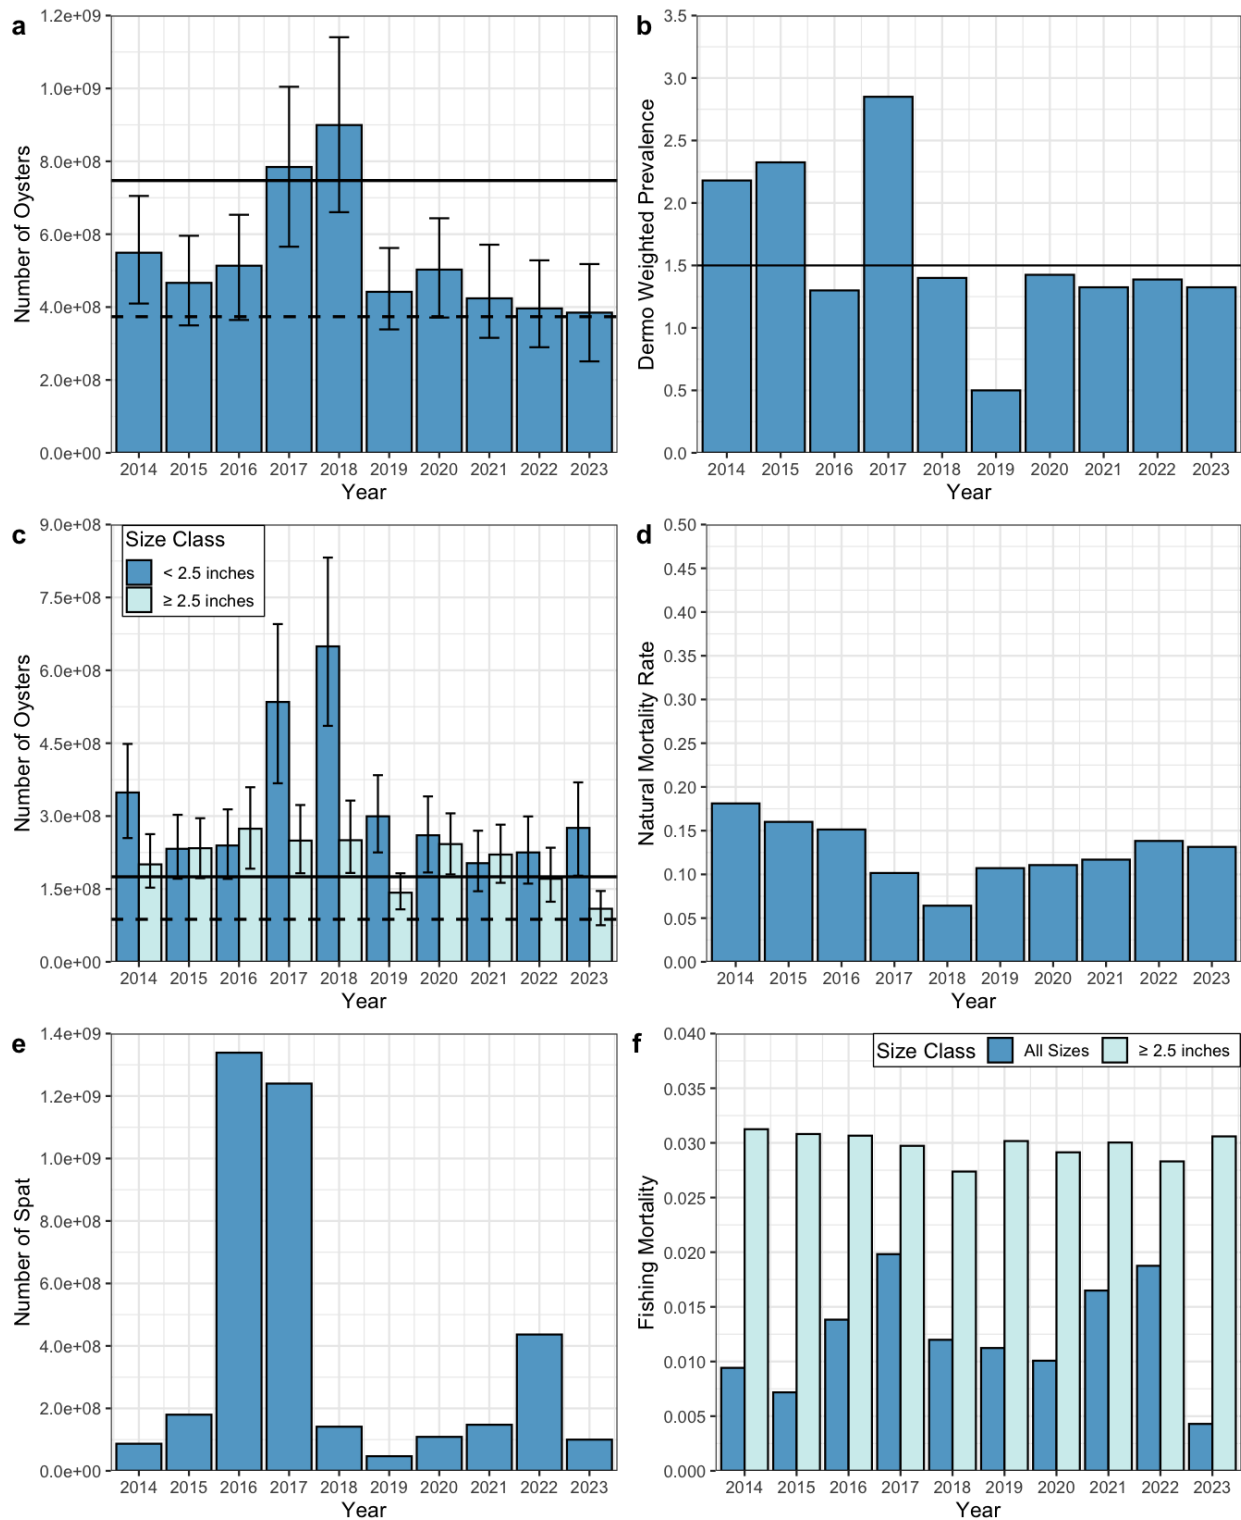 a
1.2e+09
1.0e+09
8.0e+08
6.0e+08
4.0e+08
2.0e+08
0.0e+00
Number of Oysters
2014 2015 2016 2017 2018 2019 2020 2021 2022 2023
Year
b
3.5
3.0
2.5
2.0
1.5
1.0
0.5
0.0
Dermo Weighted Prevalence
2014 2015 2016 2017 2018 2019 2020 2021 2022 2023
Year
c
9.0e+08
7.5e+08
6.0e+08
4.5e+08
3.0e+08
1.5e+08
0.0e+00
Number of Oysters
Size Class
< 2.5 inches
≥ 2.5 inches
2014 2015 2016 2017 2018 2019 2020 2021 2022 2023
Year
d
0.50
0.45
0.40
0.35
0.30
0.25
0.20
0.15
0.10
0.05
0.00
Natural Mortality Rate
2014 2015 2016 2017 2018 2019 2020 2021 2022 2023
Year
e
1.4e+09
1.2e+09
1.0e+09
8.0e+08
6.0e+08
4.0e+08
2.0e+08
0.0e+00
Number of Spat
2014 2015 2016 2017 2018 2019 2020 2021 2022 2023
Year
f
0.040
0.035
0.030
0.025
0.020
0.015
0.010
0.005
0.000
Fishing Mortality
Size Class All Sizes ≥ 2.5 inches
2014 2015 2016 2017 2018 2019 2020 2021 2022 2023
Year